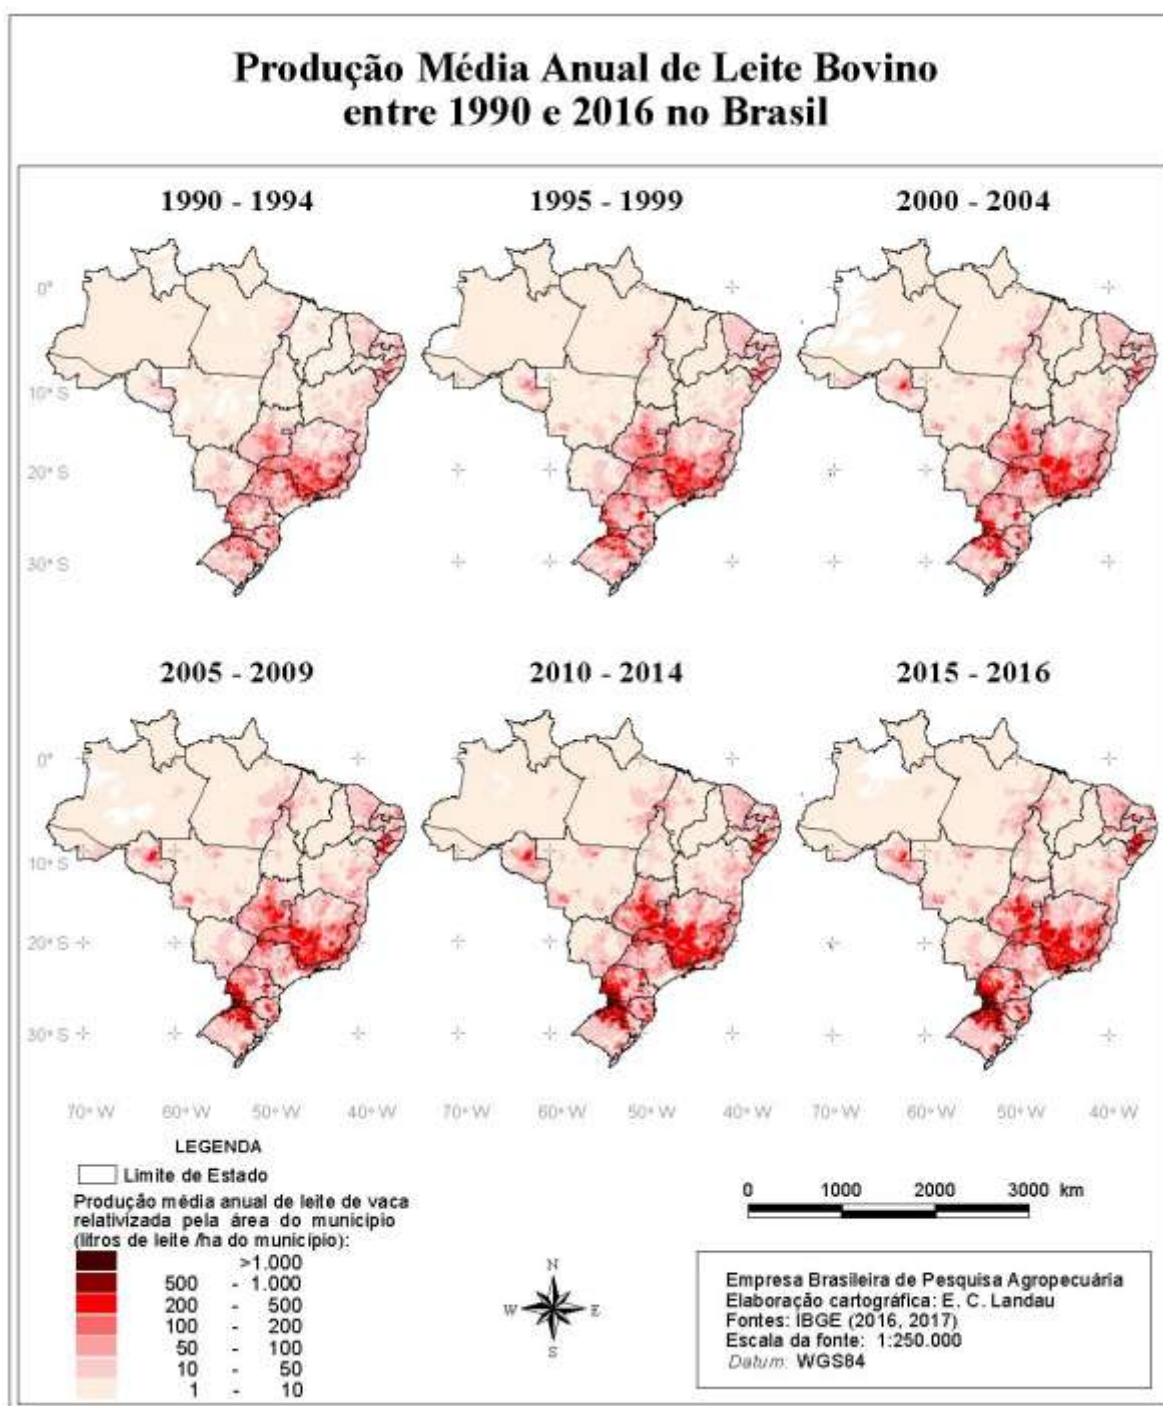 Produção Média Anual de Leite Bovino
entre 1990 e 2016 no Brasil
1990 - 1994
1995 - 1999
2000 - 2004
0°
10° S
20° S
30° S
2005 - 2009
2010 - 2014
2015 - 2016
0°
10° S
20° S
30° S
70° W 60° W 50° W 40° W 70° W 60° W 50° W 40° W 70° W 60° W 50° W 40° W
LEGENDA
Limite de Estado
Produção média anual de leite de vaca
relativizada pela área do município
(litros de leite /ha do município):
>1.000
500 - 1.000
200 - 500
100 - 200
50 - 100
10 - 50
1 - 10
N
W E
S
0 1000 2000 3000 km
Empresa Brasileira de Pesquisa Agropecuária
Elaboração cartográfica: E. C. Landau
Fontes: IBGE (2016, 2017)
Escala da fonte: 1:250.000
Datum: WGS84